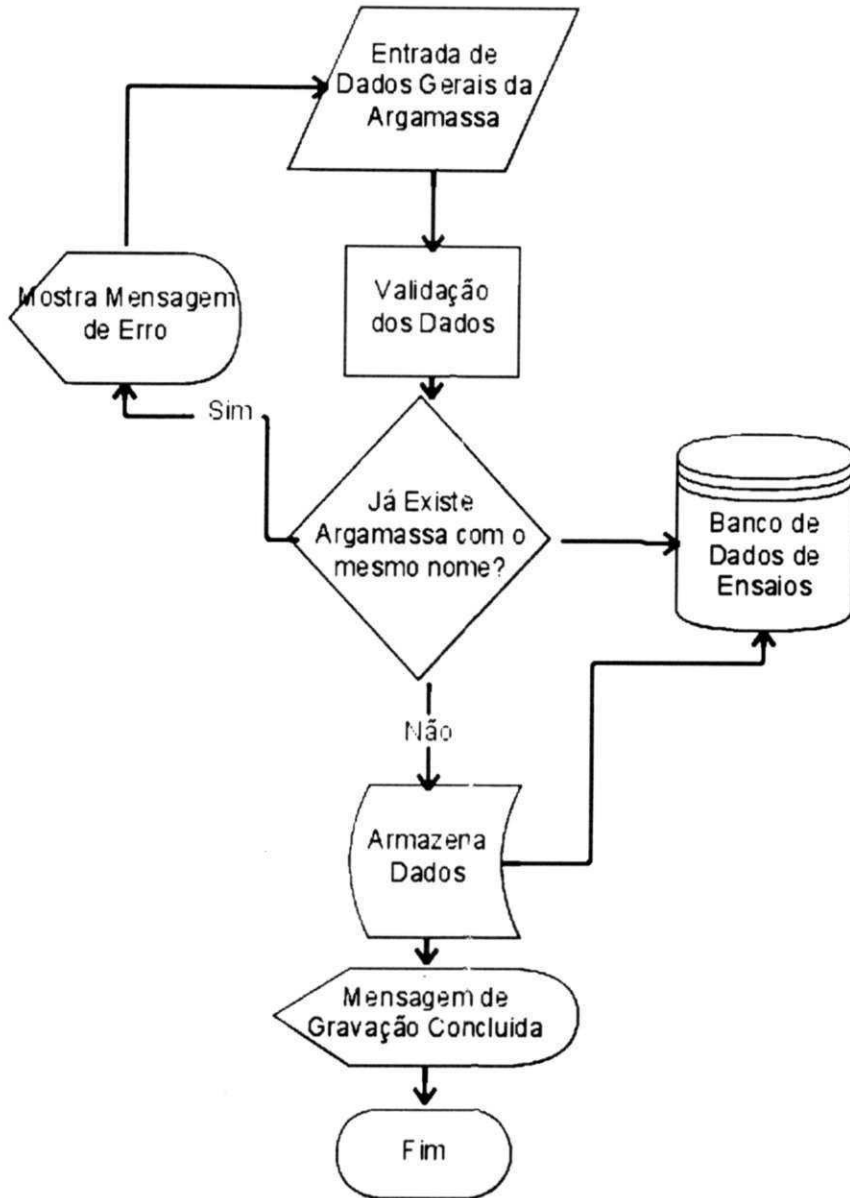 Entrada de
Dados Gerais da
Argamassa
Validação
dos Dados
Mostra Mensagem
de Erro
Sim
Já Existe
Argamassa com o
mesmo nome?
Banco de
Dados de
Ensaios
Não
Armazena
Dados
Mensagem de
Gravação Concluida
Fim